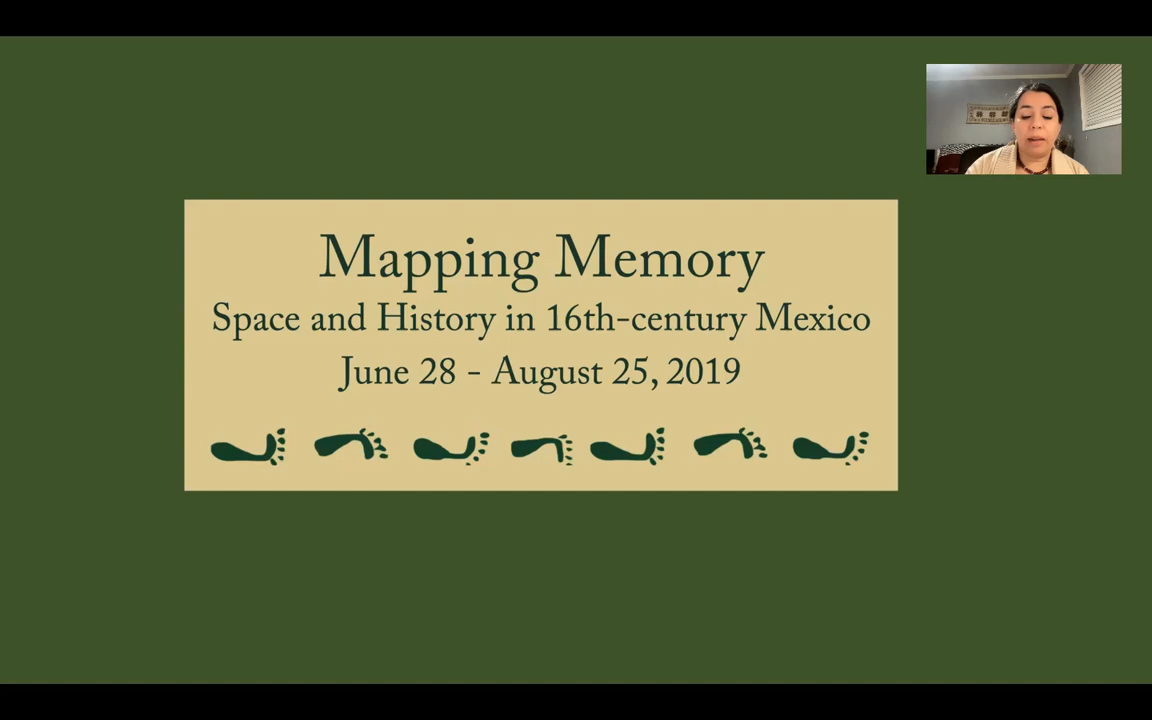 Mapping Memory
Space and History in 16th-century Mexico
June 28 - August 25, 2019